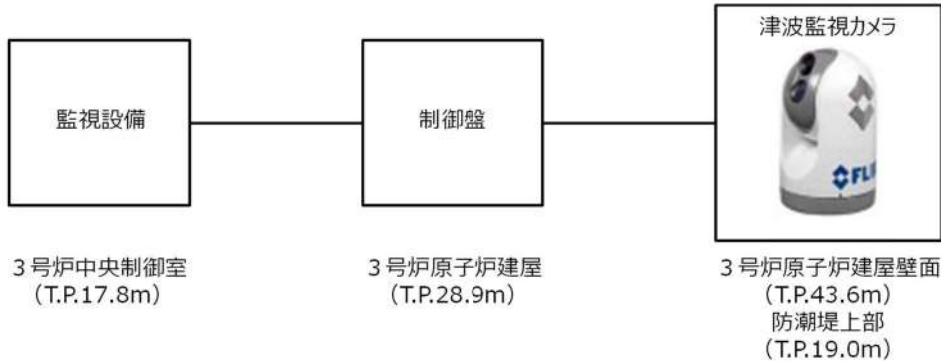 津波監視カメラ
監視設備
制御盤
FLIR
３号炉中央制御室
（T.P.17.8m）
３号炉原子炉建屋
（T.P.28.9m）
３号炉原子炉建屋壁面
（T.P.43.6m）
防潮堤上部
（T.P.19.0m）